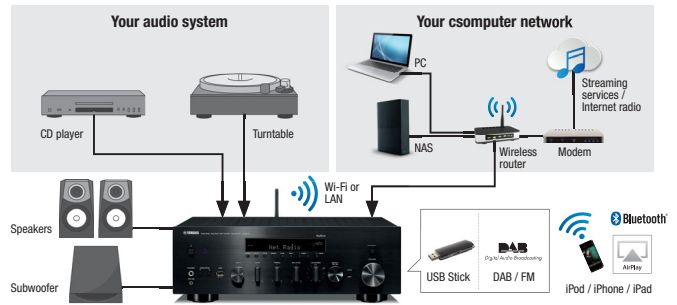 Your audio system
Your csomputer network
PC
Streaming
services /
Internet radio
CD player
Turntable
NAS
Wireless
router
Modem
Wi-Fi or
LAN
Speakers
YAMAHA
Net Radio
Subwoofer
USB Stick
DAB
Digital Audio Broadcasting
DAB / FM
Bluetooth
AirPlay
iPod / iPhone / iPad